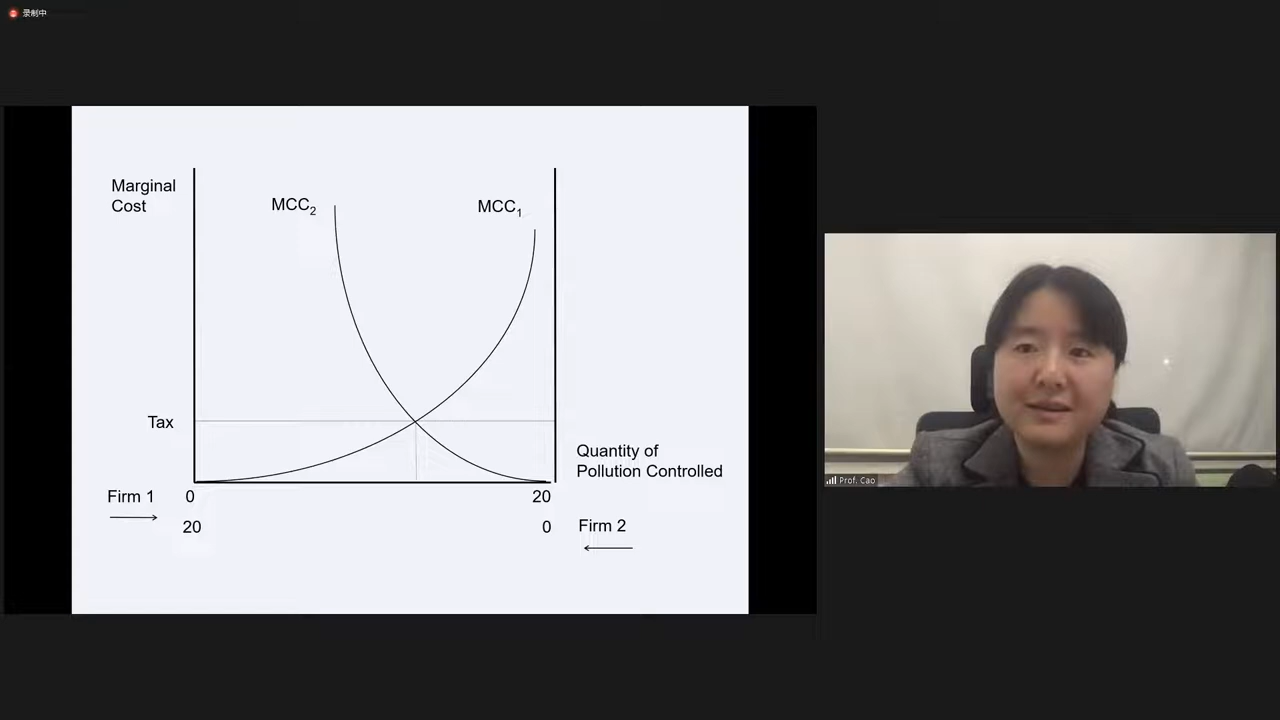 录制中
Marginal
Cost
MCC2
MCC1
Tax
Quantity of
Pollution Controlled
Firm 1
0
20
20
0
Firm 2
Prof. Cao